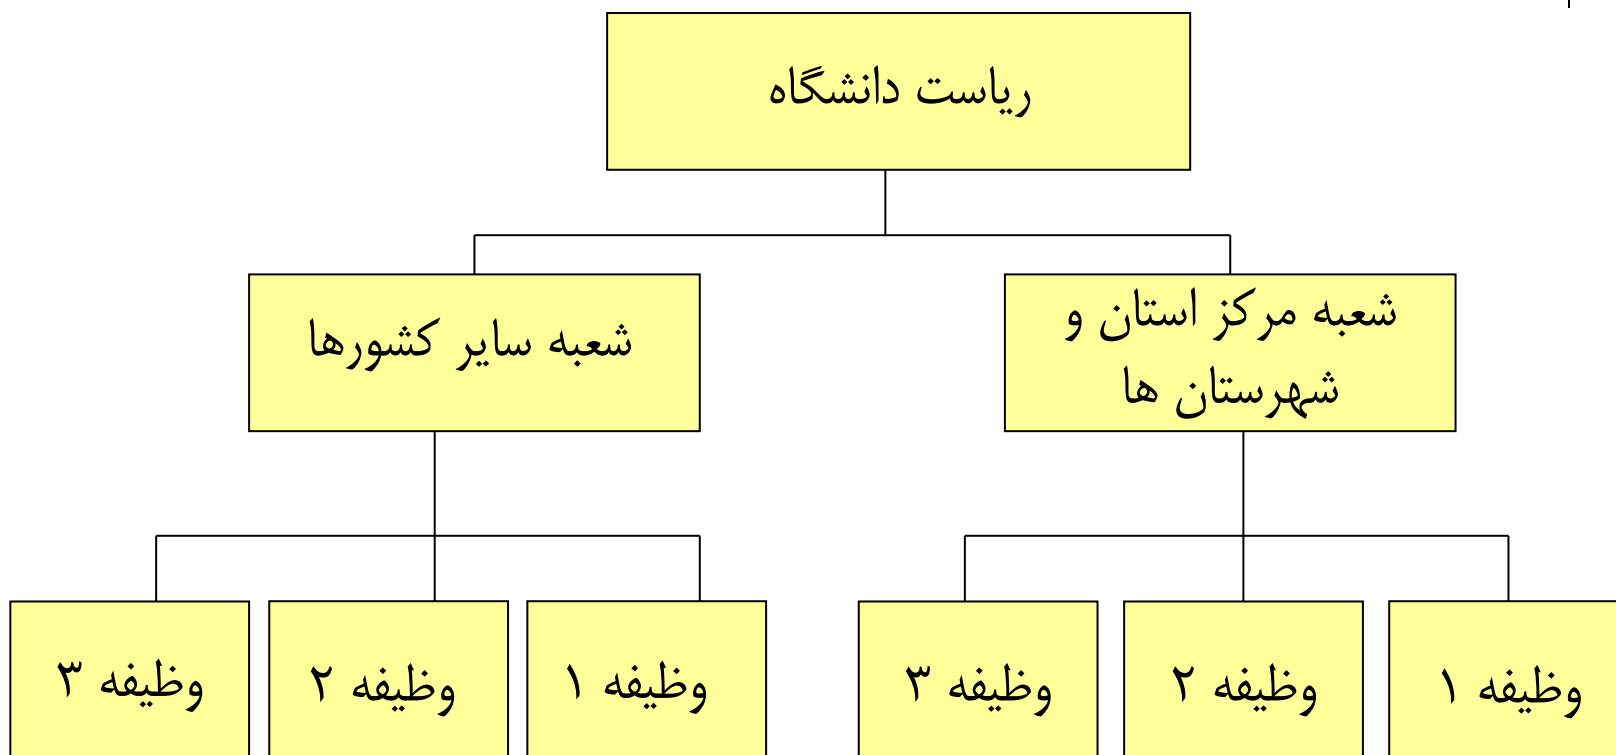 ریاست دانشگاه
شعبه مرکز استان و
شهرستان ها
شعبه سایر کشورها
وظیفه ۱
وظیفه ۲
وظیفه ۳
وظیفه ۱
وظیفه ۲
وظیفه ۳